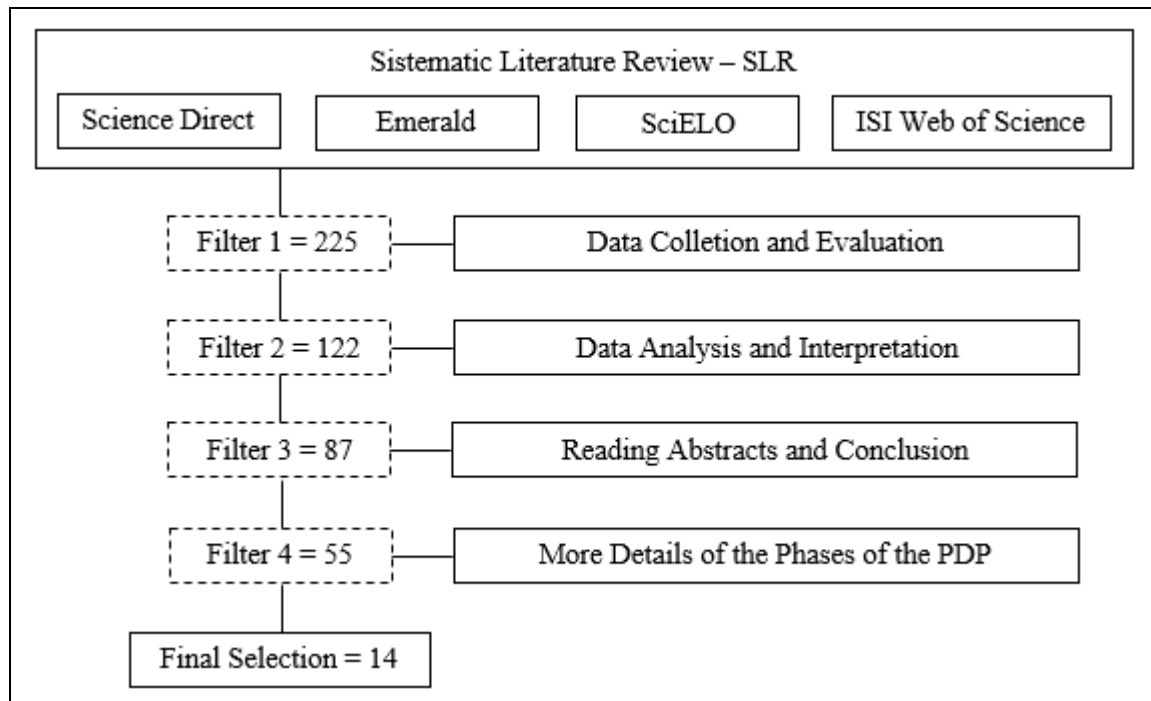 Sistematic Literature Review – SLR
Science Direct
Emerald
SciELO
ISI Web of Science
Filter 1 = 225
Data Colletion and Evaluation
Filter 2 = 122
Data Analysis and Interpretation
Filter 3 = 87
Reading Abstracts and Conclusion
Filter 4 = 55
More Details of the Phases of the PDP
Final Selection = 14